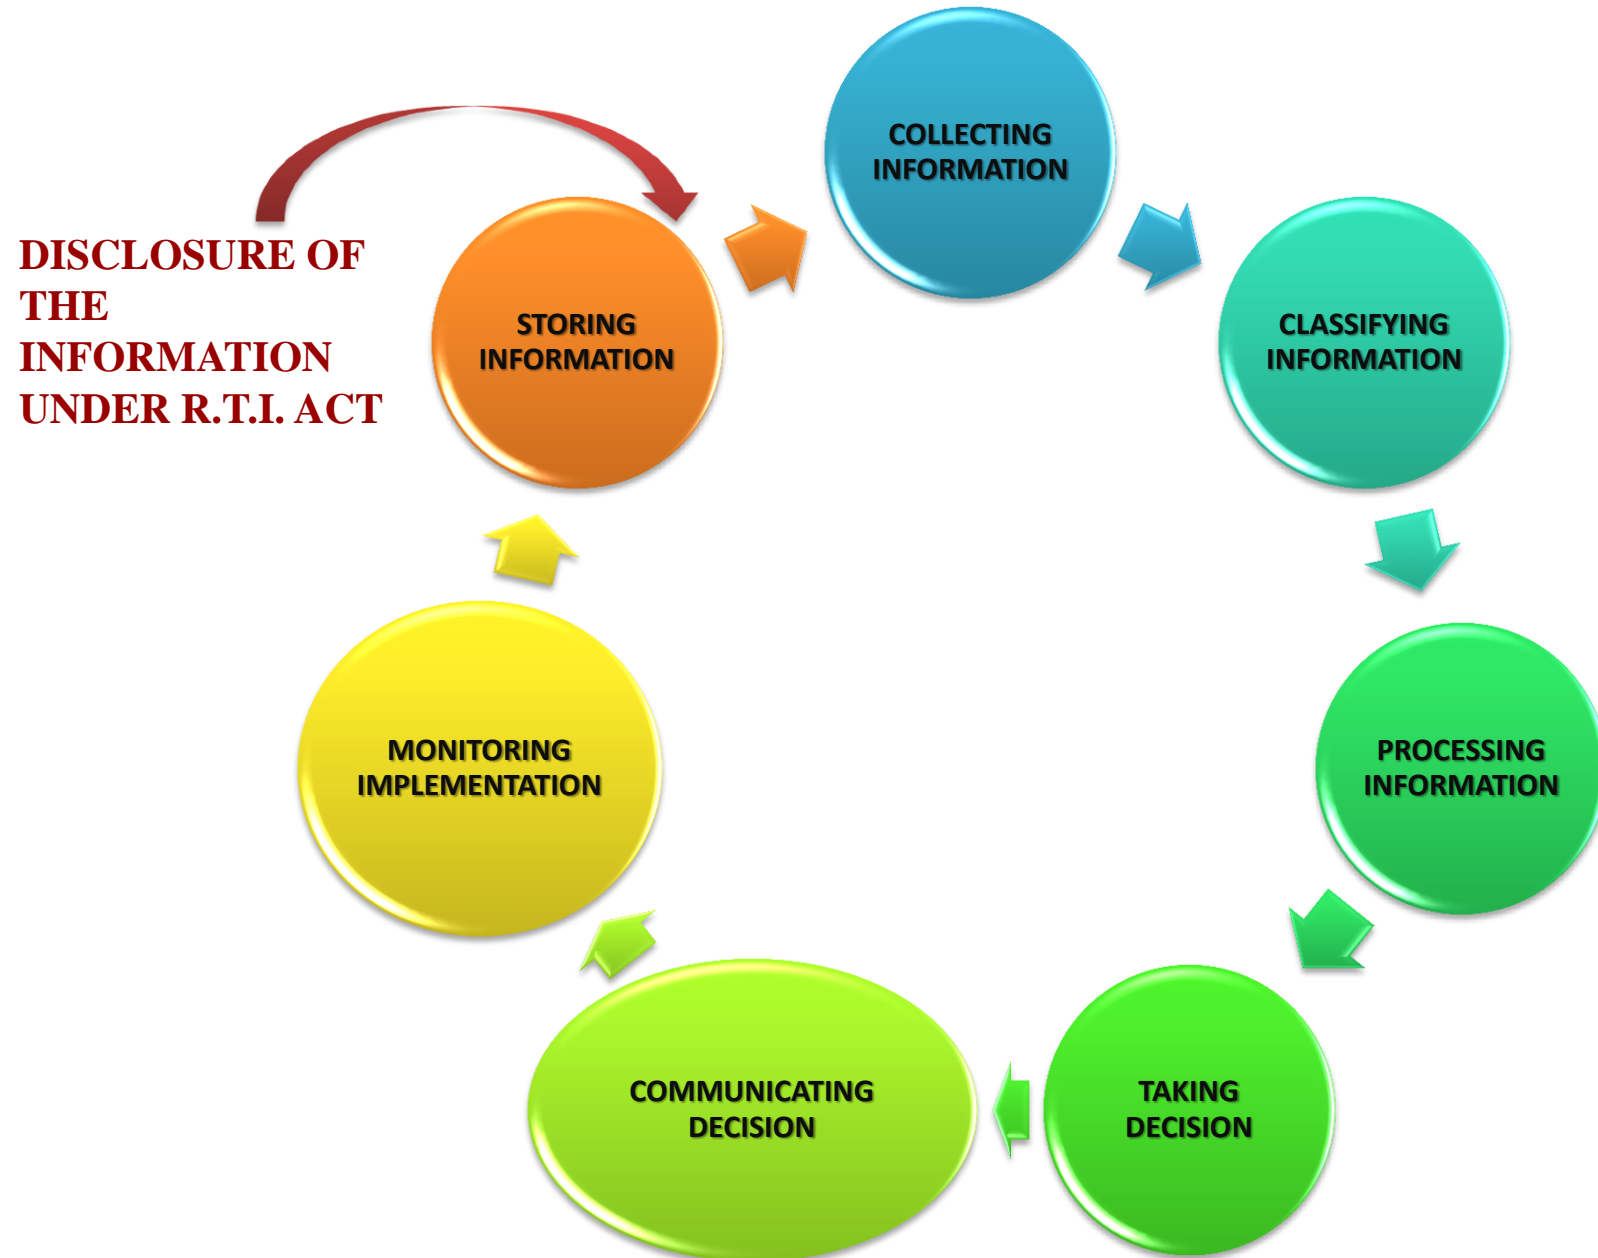 COLLECTING
INFORMATION
DISCLOSURE OF
THE
INFORMATION
UNDER R.T.I. ACT
STORING
INFORMATION
CLASSIFYING
INFORMATION
PROCESSING
INFORMATION
TAKING
DECISION
COMMUNICATING
DECISION
MONITORING
IMPLEMENTATION